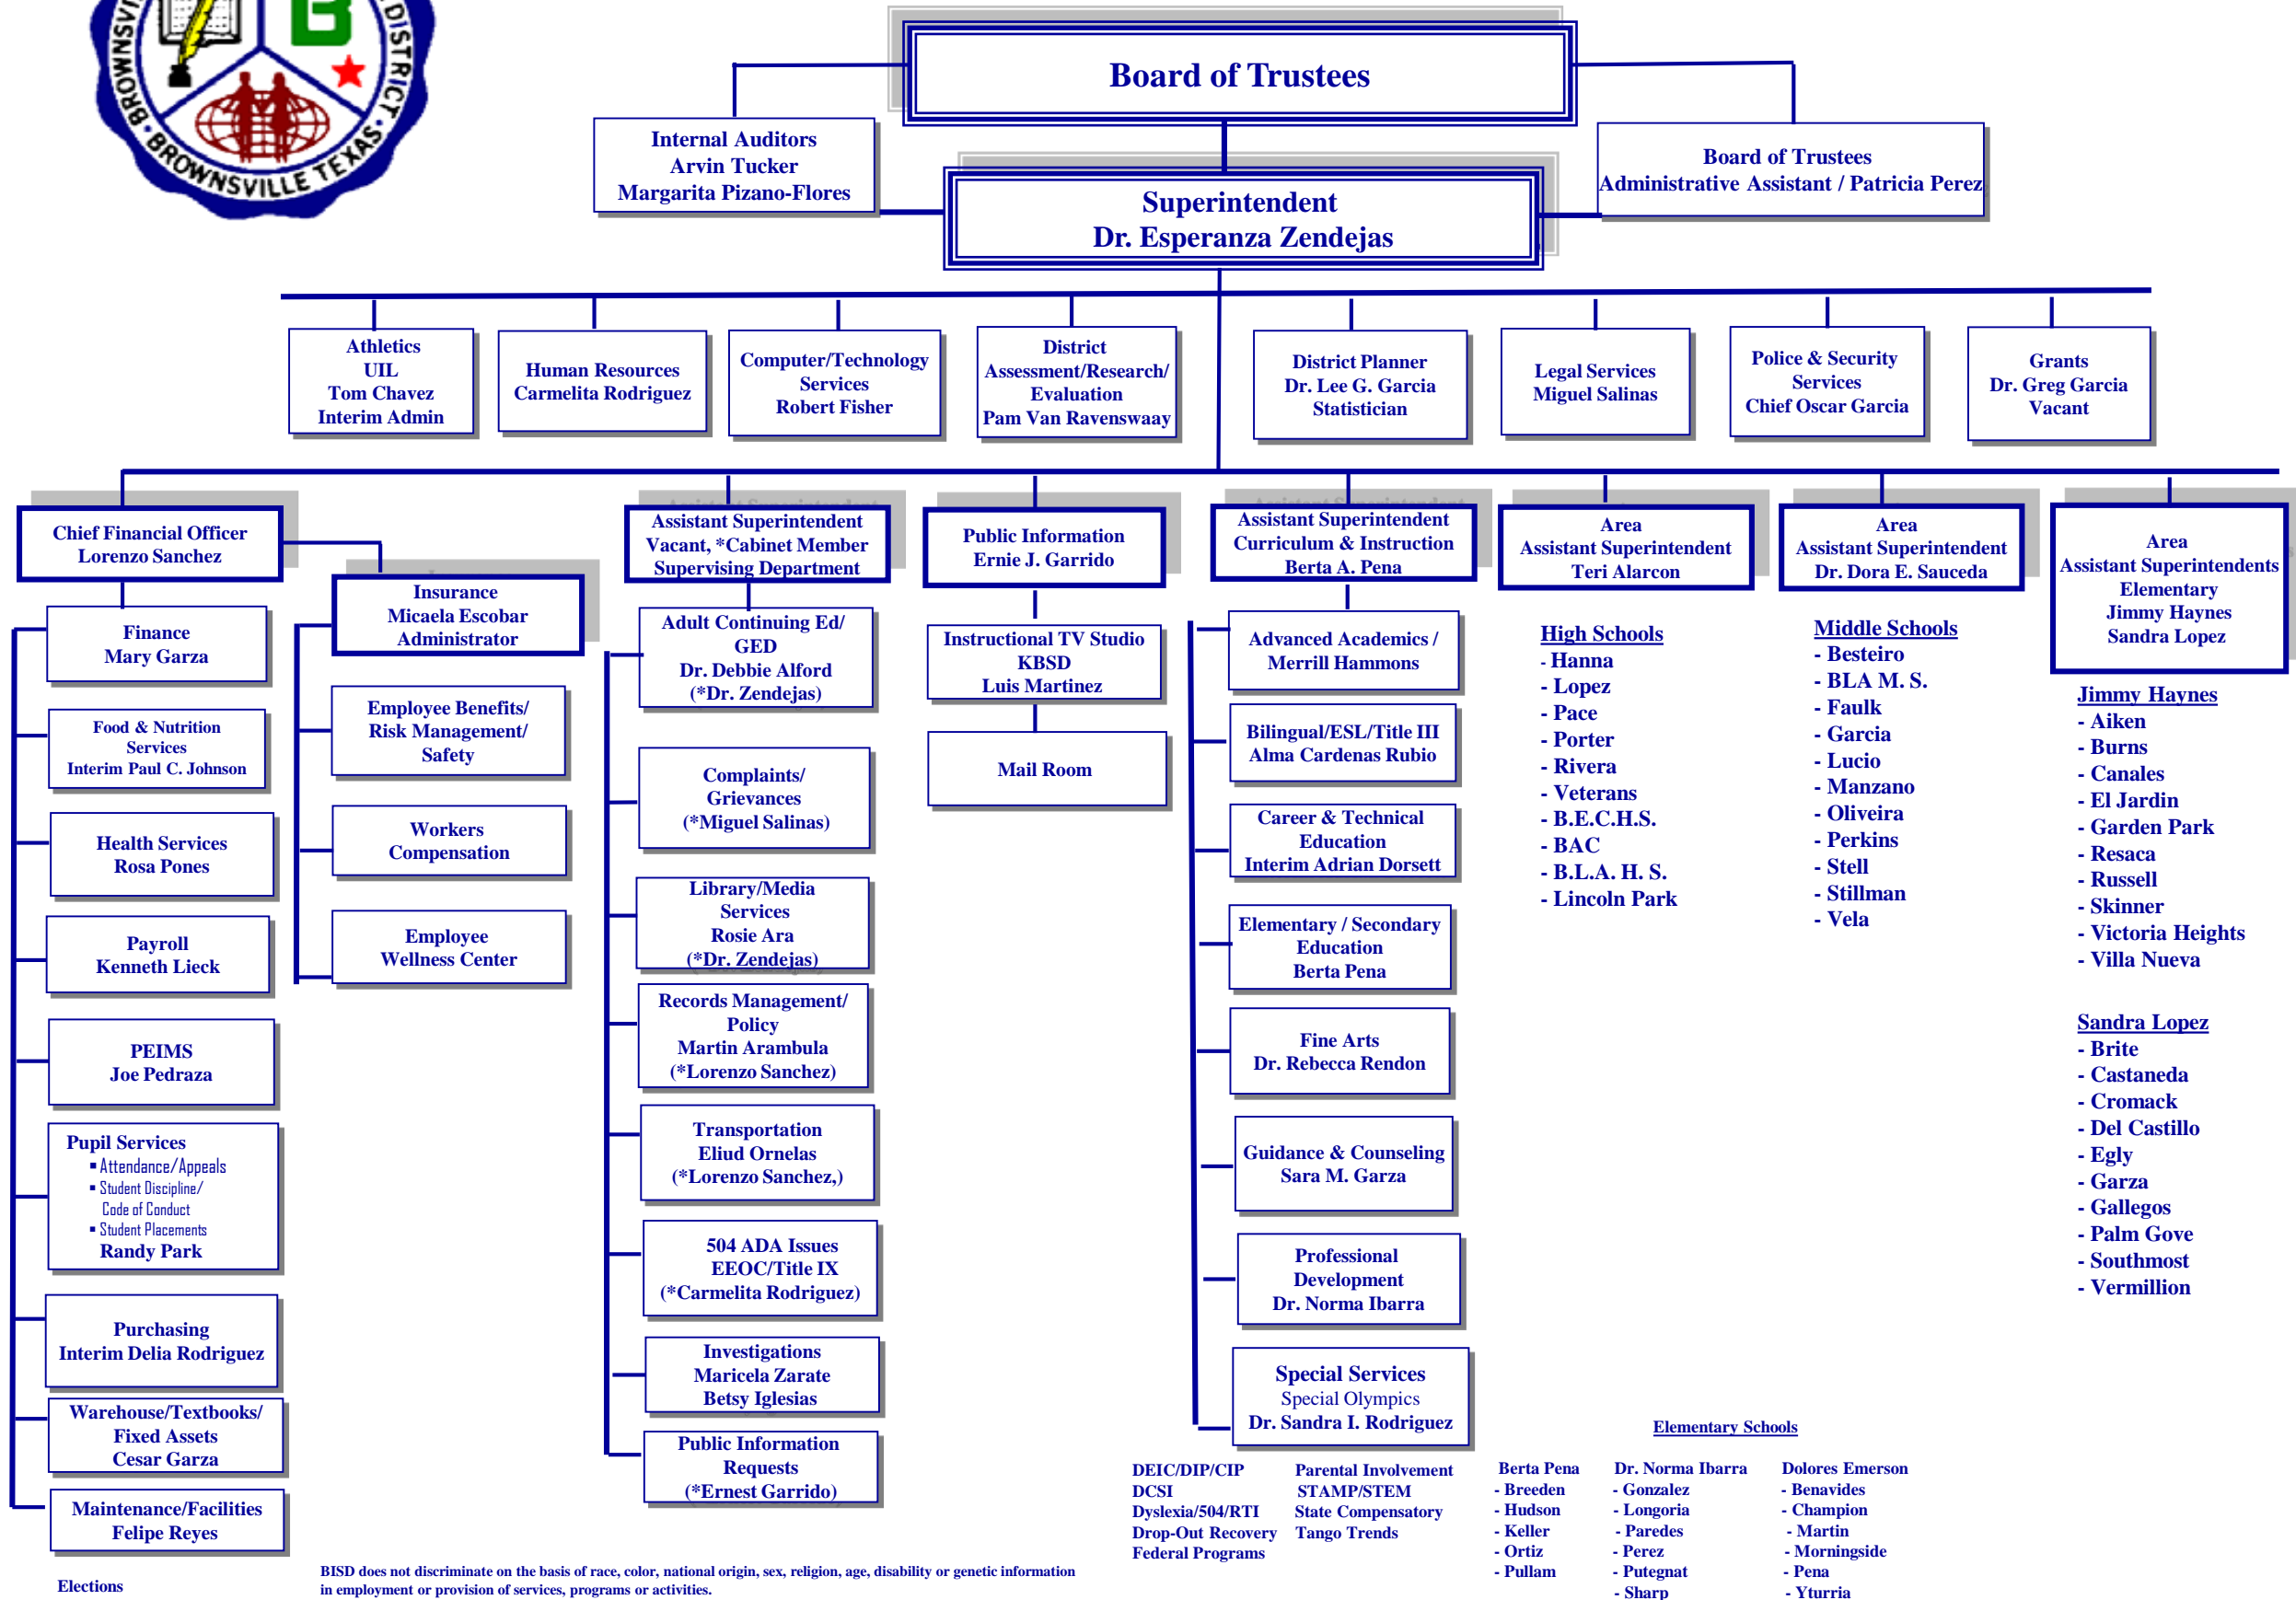 BROWNSVI
DISTRICT
BROWNSVILLE TEXAS
B
Board of Trustees
Internal Auditors
Arvin Tucker
Margarita Pizano-Flores
Board of Trustees
Administrative Assistant / Patricia Perez
Superintendent
Dr. Esperanza Zendejas
Athletics
UIL
Tom Chavez
Interim Admin
Human Resources
Carmelita Rodriguez
Computer/Technology
Services
Robert Fisher
District
Assessment/Research/
Evaluation
Pam Van Ravenswaay
District Planner
Dr. Lee G. Garcia
Statistician
Legal Services
Miguel Salinas
Police & Security
Services
Chief Oscar Garcia
Grants
Dr. Greg Garcia
Vacant
Chief Financial Officer
Lorenzo Sanchez
Finance
Mary Garza
Food & Nutrition
Services
Interim Paul C. Johnson
Health Services
Rosa Pones
Payroll
Kenneth Lieck
PEIMS
Joe Pedraza
Pupil Services
▪ Attendance/Appeals
▪ Student Discipline/
Code of Conduct
▪ Student Placements
Randy Park
Purchasing
Interim Delia Rodriguez
Warehouse/Textbooks/
Fixed Assets
Cesar Garza
Maintenance/Facilities
Felipe Reyes
Elections
Insurance
Micaela Escobar
Administrator
Employee Benefits/
Risk Management/
Safety
Workers
Compensation
Employee
Wellness Center
Assistant Superintendent
Vacant, *Cabinet Member
Supervising Department
Adult Continuing Ed/
GED
Dr. Debbie Alford
(*Dr. Zendejas)
Complaints/
Grievances
(*Miguel Salinas)
Library/Media
Services
Rosie Ara
(*Dr. Zendejas)
Records Management/
Policy
Martin Arambula
(*Lorenzo Sanchez)
Transportation
Eliud Ornelas
(*Lorenzo Sanchez,)
504 ADA Issues
EEOC/Title IX
(*Carmelita Rodriguez)
Investigations
Maricela Zarate
Betsy Iglesias
Public Information
Requests
(*Ernest Garrido)
Public Information
Ernie J. Garrido
Instructional TV Studio
KBSD
Luis Martinez
Mail Room
Assistant Superintendent
Curriculum & Instruction
Berta A. Pena
Advanced Academics /
Merrill Hammons
Bilingual/ESL/Title III
Alma Cardenas Rubio
Career & Technical
Education
Interim Adrian Dorsett
Elementary / Secondary
Education
Berta Pena
Fine Arts
Dr. Rebecca Rendon
Guidance & Counseling
Sara M. Garza
Professional
Development
Dr. Norma Ibarra
Special Services
Special Olympics
Dr. Sandra I. Rodriguez
DEIC/DIP/CIP
DCSI
Dyslexia/504/RTI
Drop-Out Recovery
Federal Programs
Parental Involvement
STAMP/STEM
State Compensatory
Tango Trends
Area
Assistant Superintendent
Teri Alarcon
High Schools
- Hanna
- Lopez
- Pace
- Porter
- Rivera
- Veterans
- B.E.C.H.S.
- BAC
- B.L.A. H. S.
- Lincoln Park
Area
Assistant Superintendent
Dr. Dora E. Sauceda
Middle Schools
- Besteiro
- BLA M. S.
- Faulk
- Garcia
- Lucio
- Manzano
- Oliveira
- Perkins
- Stell
- Stillman
- Vela
Area
Assistant Superintendents
Elementary
Jimmy Haynes
Sandra Lopez
Jimmy Haynes
- Aiken
- Burns
- Canales
- El Jardin
- Garden Park
- Resaca
- Russell
- Skinner
- Victoria Heights
- Villa Nueva
Sandra Lopez
- Brite
- Castaneda
- Cromack
- Del Castillo
- Egly
- Garza
- Gallegos
- Palm Gove
- Southmost
- Vermillion
Elementary Schools
Berta Pena
- Breeden
- Hudson
- Keller
- Ortiz
- Pullam
Dr. Norma Ibarra
- Gonzalez
- Longoria
- Paredes
- Perez
- Putegnat
- Sharp
Dolores Emerson
- Benavides
- Champion
- Martin
- Morningside
- Pena
- Yturria
BISD does not discriminate on the basis of race, color, national origin, sex, religion, age, disability or genetic information
in employment or provision of services, programs or activities.